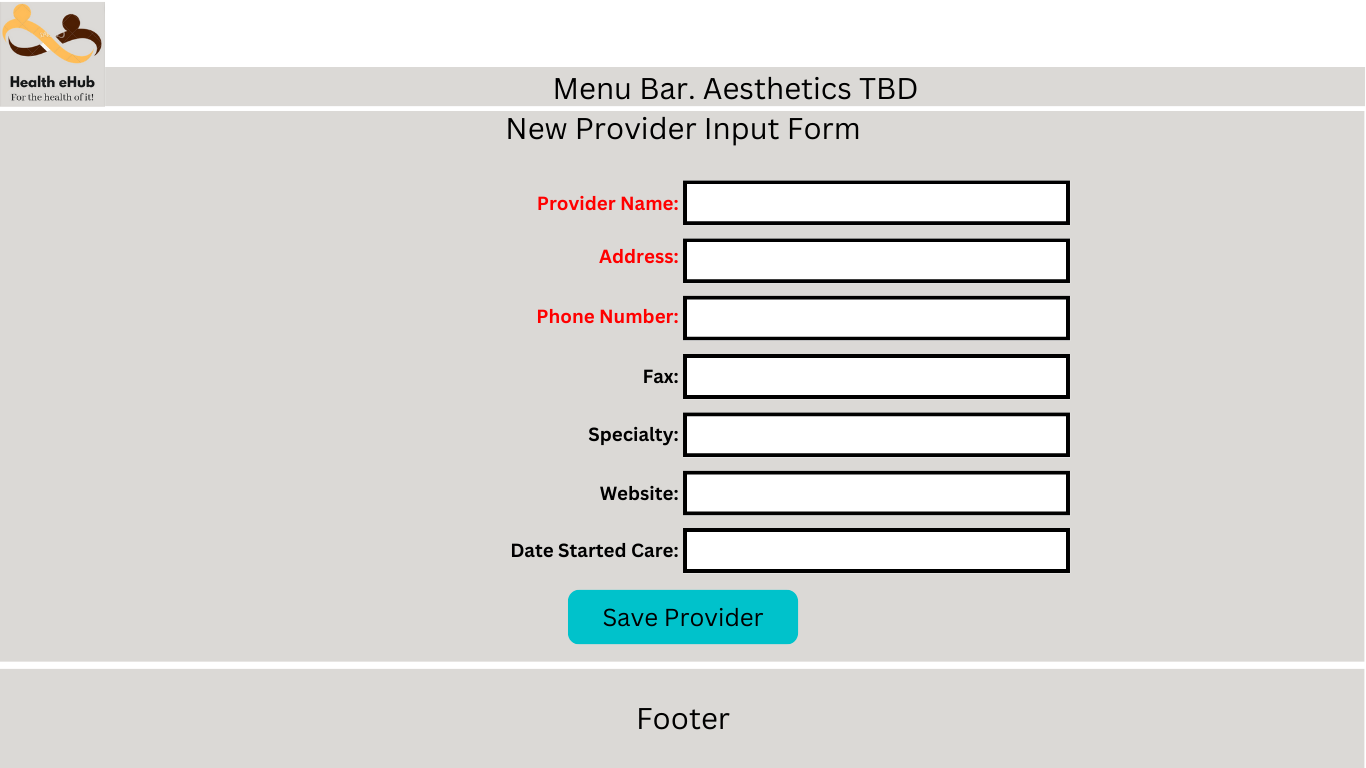 Health eHub
For the health of it!
Menu Bar. Aesthetics TBD
New Provider Input Form
Provider Name:
Address:
Phone Number:
Fax:
Specialty:
Website:
Date Started Care:
Save Provider
Footer